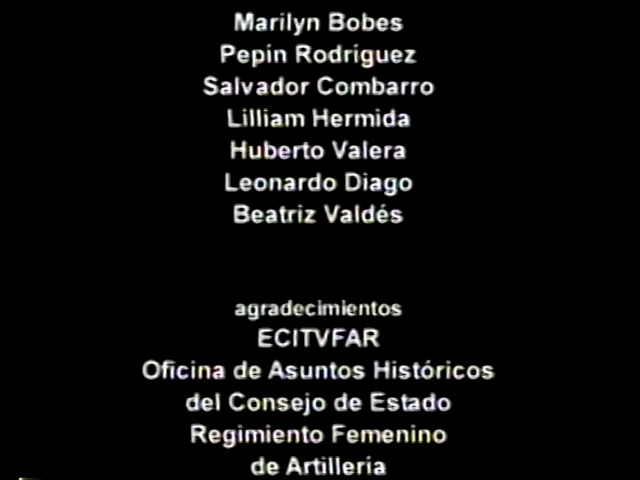 Marilyn Bobes
Pepín Rodríguez
Salvador Combarro
Lilliam Hermida
Huberto Valera
Leonardo Diago
Beatriz Valdés
agradecimientos
ECITVFAR
Oficina de Asuntos Históricos
del Consejo de Estado
Regimiento Femenino
de Artillería